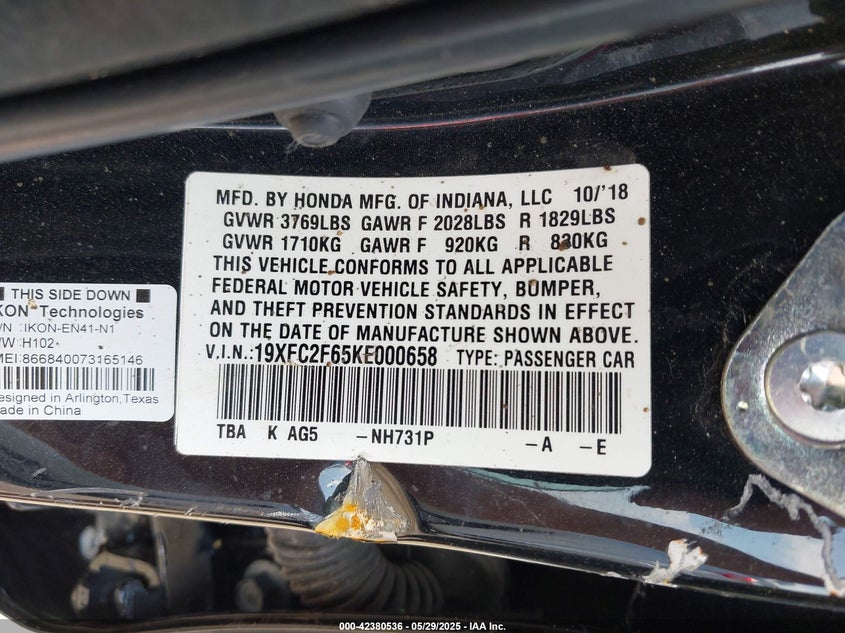 MFD. BY HONDA MFG. OF INDIANA, LLC 10/'18
GVWR 3769LBS GAWR F 2028LBS R 1829LBS
GVWR 1710KG GAWR F 920KG R 830KG
THIS VEHICLE CONFORMS TO ALL APPLICABLE
FEDERAL MOTOR VEHICLE SAFETY, BUMPER,
AND THEFT PREVENTION STANDARDS IN EFFECT
ON THE DATE OF MANUFACTURE SHOWN ABOVE.
V.I.N.:19XFC2F65KE000658 TYPE: PASSENGER CAR
TBA K AG5 -NH731P -A -E
THIS SIDE DOWN
KON Technologies
/N :IKON-EN41-N1
/W:H102
MEI:866840073165146
esigned in Arlington,Texas
ade in China
000-42380536 - 05/29/2025 - IAA Inc.